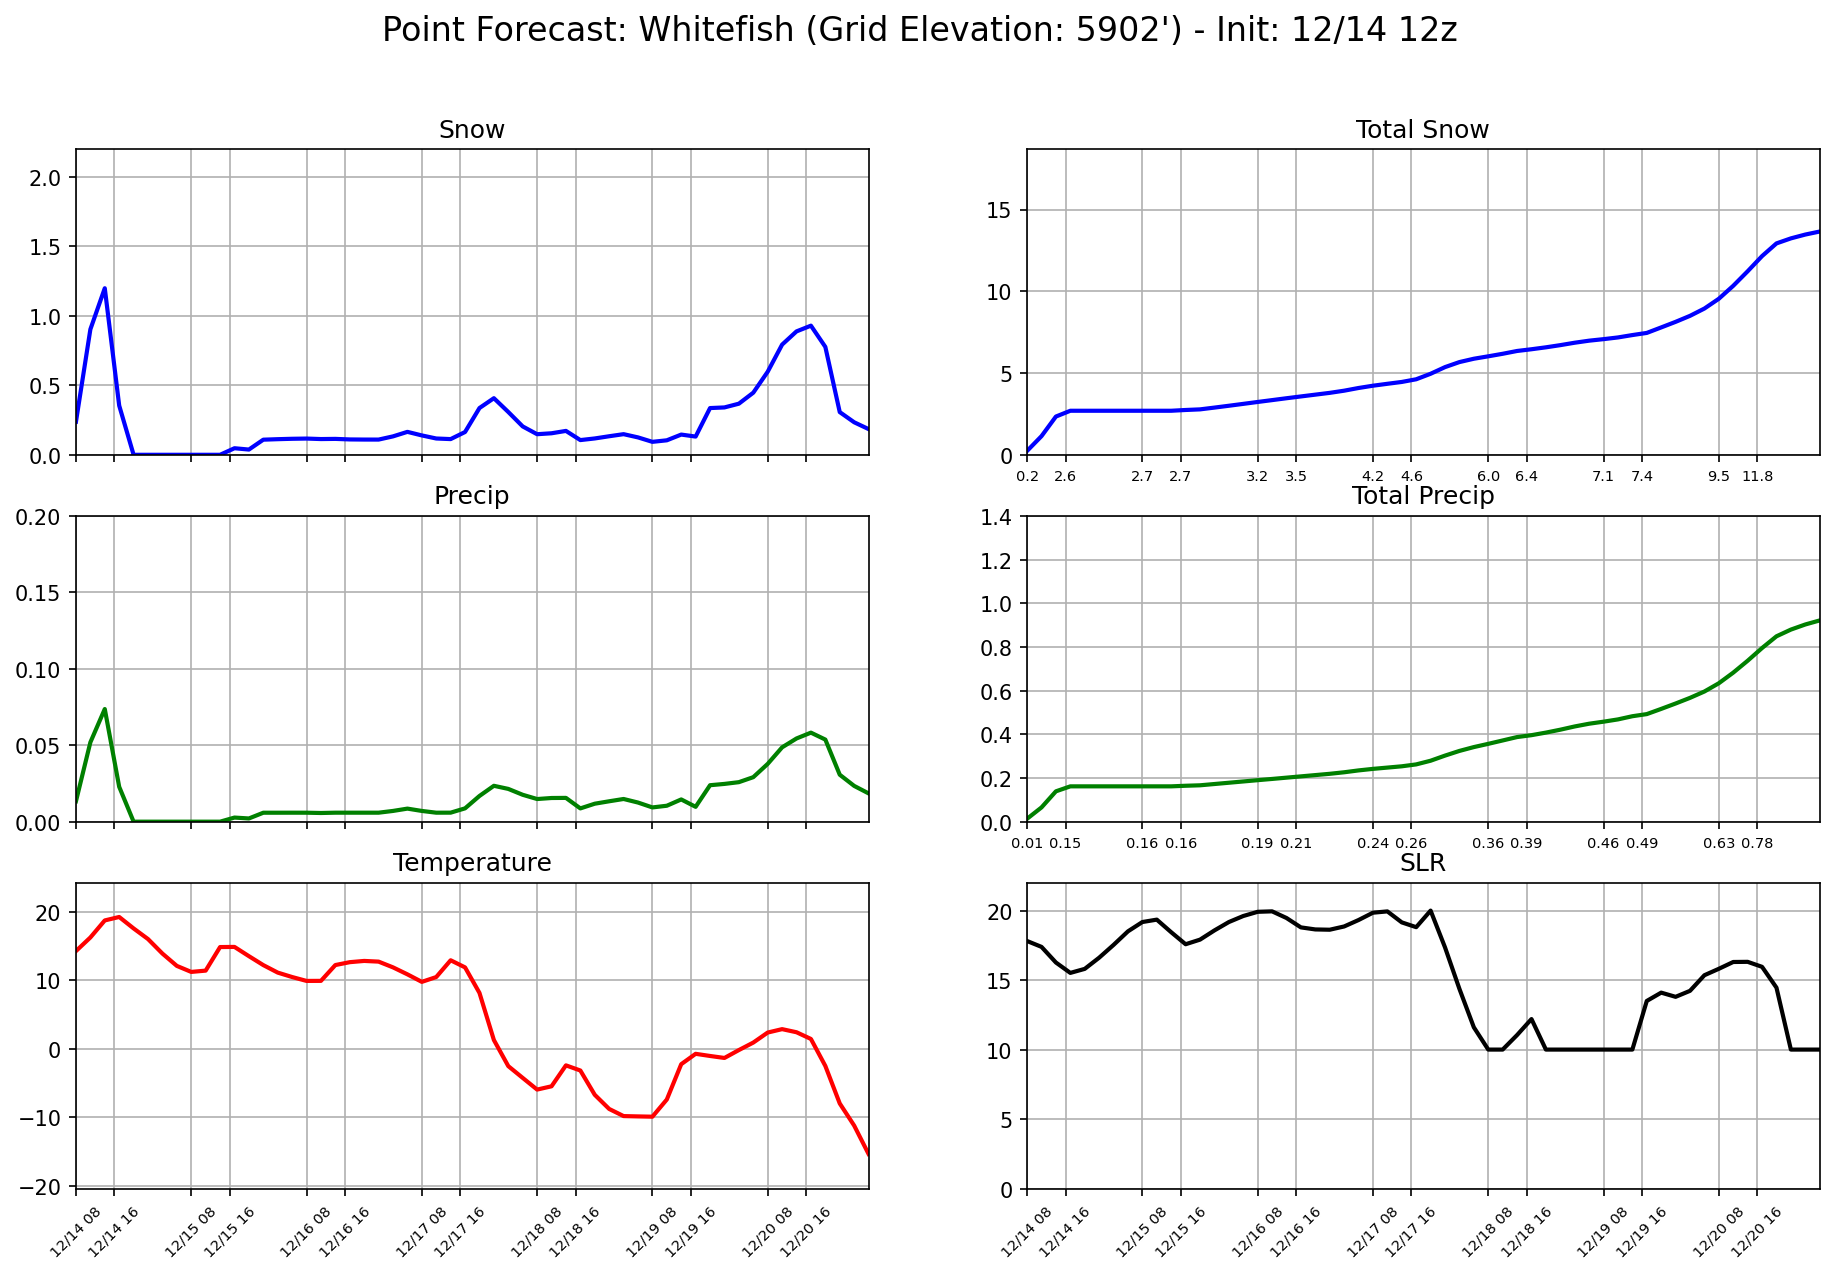 Point Forecast: Whitefish (Grid Elevation: 5902') - Init: 12/14 12z
Snow
2.0
1.5
1.0
0.5
0.0
Total Snow
15
10
5
0
0.2 2.6 2.7 2.7 3.2 3.5 4.2 4.6 6.0 6.4 7.1 7.4 9.5 11.8
Precip
0.20
0.15
0.10
0.05
0.00
Total Precip
1.4
1.2
1.0
0.8
0.6
0.4
0.2
0.0
0.01 0.15 0.16 0.16 0.19 0.21 0.24 0.26 0.36 0.39 0.46 0.49 0.63 0.78
Temperature
20
10
0
−10
−20
12/14 08 12/14 16 12/15 08 12/15 16 12/16 08 12/16 16 12/17 08 12/17 16 12/18 08 12/18 16 12/19 08 12/19 16 12/20 08 12/20 16
SLR
20
15
10
5
0
12/14 08 12/14 16 12/15 08 12/15 16 12/16 08 12/16 16 12/17 08 12/17 16 12/18 08 12/18 16 12/19 08 12/19 16 12/20 08 12/20 16